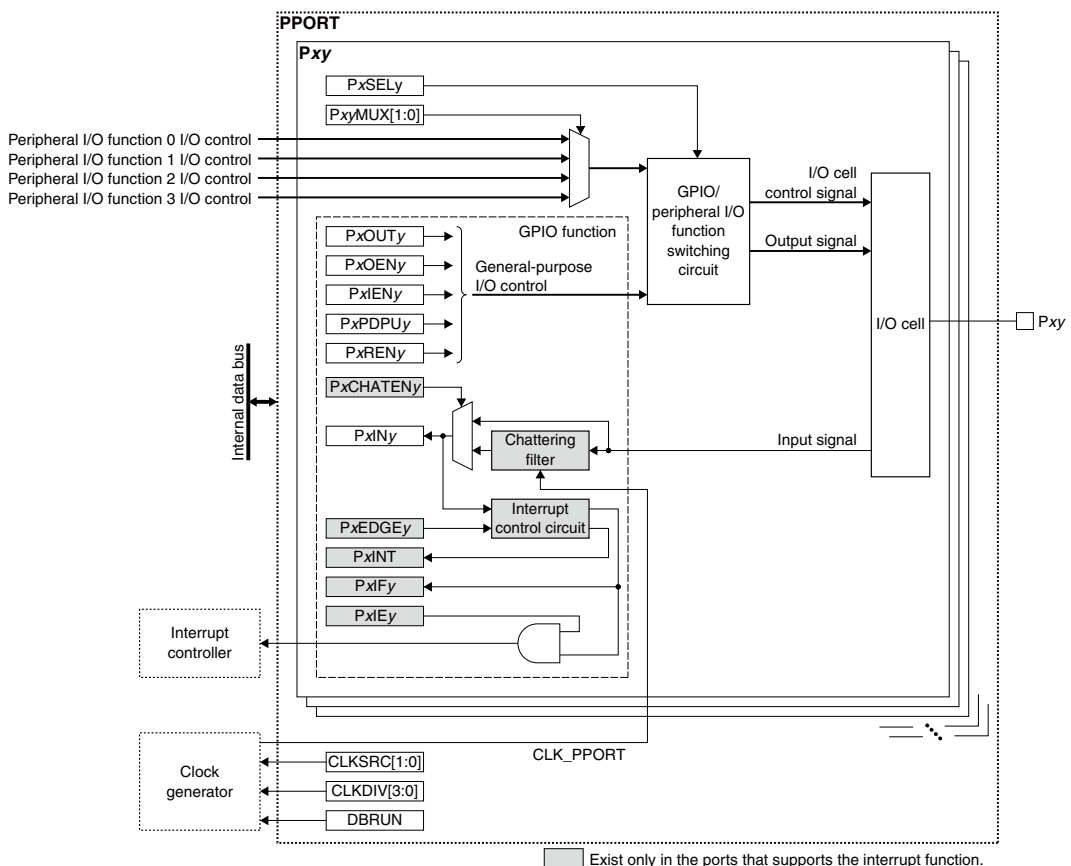 PPORT
Pxy
PxSELy
PxyMUX[1:0]
Peripheral I/O function 0 I/O control
Peripheral I/O function 1 I/O control
Peripheral I/O function 2 I/O control
Peripheral I/O function 3 I/O control
GPIO/
peripheral I/O
function
switching
circuit
I/O cell
control signal
Output signal
I/O cell
Pxy
GPIO function
PxOUTy
PxOENy
PxIENy
PxPDPUy
PxRENy
General-purpose
I/O control
Internal data bus
PxCHATENy
PxINy
Chattering
filter
Input signal
Interrupt
control circuit
PxEDGEy
PxINT
PxIFy
PxIEy
Interrupt
controller
CLK_PPORT
Clock
generator
CLKSRC[1:0]
CLKDIV[3:0]
DBRUN
Exist only in the ports that supports the interrupt function.